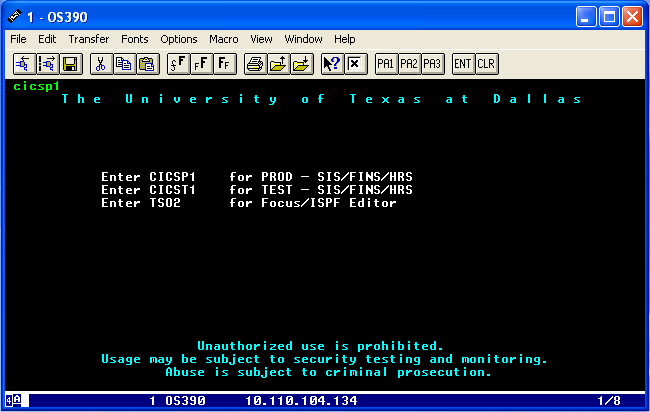 1 - OS390
File Edit Transfer Fonts Options Macro View Window Help
PA1 PA2 PA3 ENT CLR
cicsp1
The University of Texas at Dallas
Enter CICSP1 for PROD - SIS/FINS/HRS
Enter CICST1 for TEST - SIS/FINS/HRS
Enter TSO2 for Focus/ISPF Editor
Unauthorized use is prohibited.
Usage may be subject to security testing and monitoring.
Abuse is subject to criminal prosecution.
4 A 1 OS390 10.110.104.134 1/8